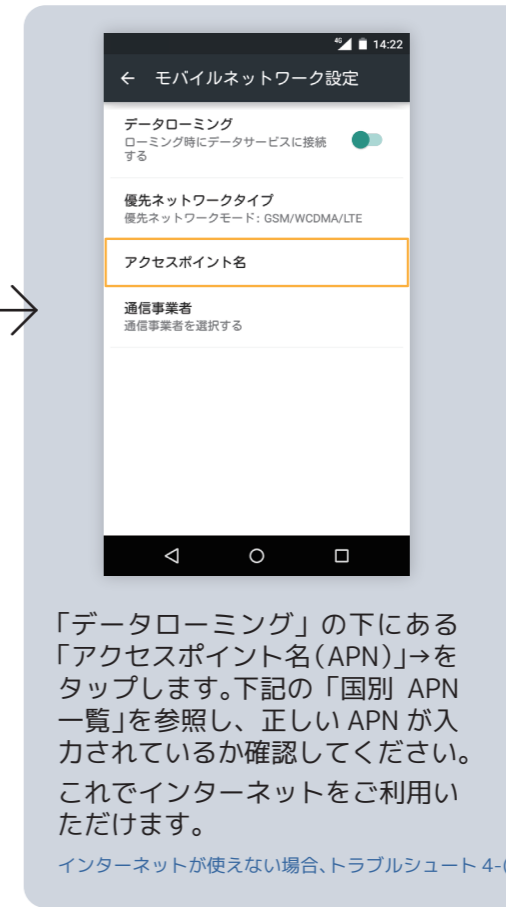 4G 14:22
← モバイルネットワーク設定
データローミング
ローミング時にデータサービスに接続
する
優先ネットワークタイプ
優先ネットワークモード: GSM/WCDMA/LTE
アクセスポイント名
通信事業者
通信事業者を選択する
「データローミング」の下にある
「アクセスポイント名(APN)」→を
タップします。下記の「国別 APN
一覧」を参照し、正しい APN が入
力されているか確認してください。
これでインターネットをご利用い
ただけます。
インターネットが使えない場合、トラブルシュート 4-